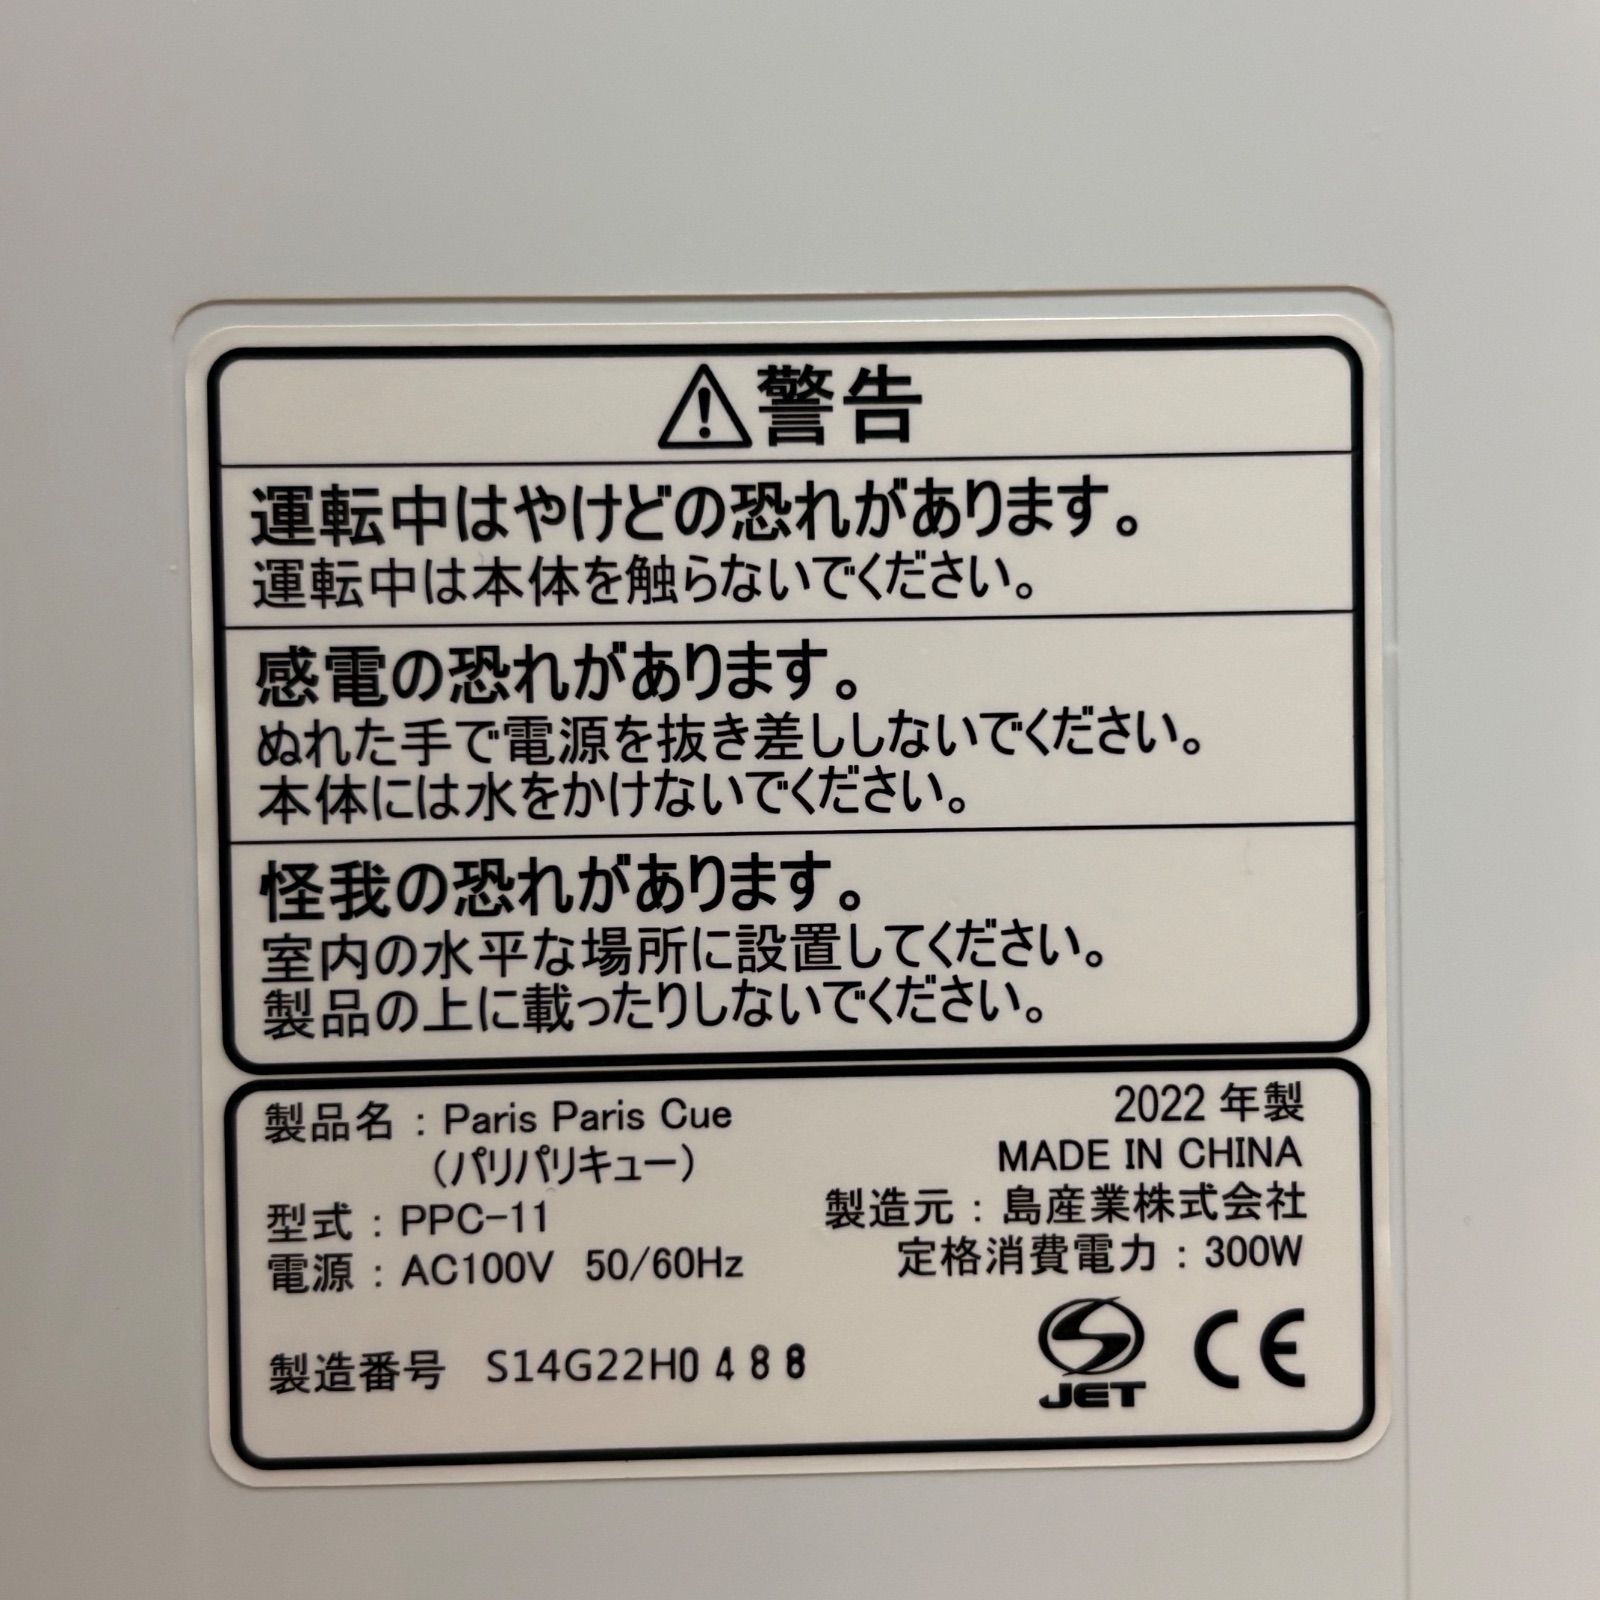 ⚠警告
運転中はやけどの恐れがあります。
運転中は本体を触らないでください。
感電の恐れがあります。
ぬれた手で電源を抜き差ししないでください。
本体には水をかけないでください。
怪我の恐れがあります。
室内の水平な場所に設置してください。
製品の上に載ったりしないでください。
製品名：Paris Paris Cue
（パリパリキュー）
型式：PPC-11
電源：AC100V 50/60Hz
製造番号 S14G22H0488
2022 年製
MADE IN CHINA
製造元：島産業株式会社
定格消費電力：300W
JET
CE